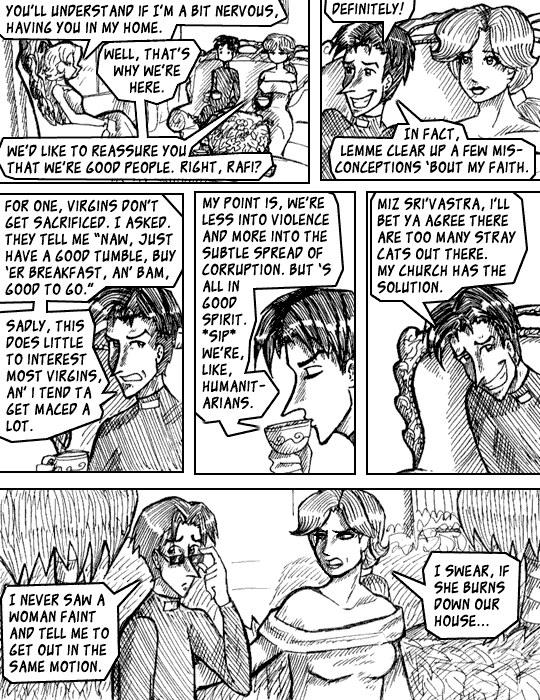 YOU'LL UNDERSTAND IF I'M A BIT NERVOUS,
HAVING YOU IN MY HOME.
WELL, THAT'S
WHY WE'RE
HERE.
WE'D LIKE TO REASSURE YOU
THAT WE'RE GOOD PEOPLE. RIGHT, RAFI?
DEFINITELY!
IN FACT,
LEMME CLEAR UP A FEW MIS-
CONCEPTIONS 'BOUT MY FAITH.
FOR ONE, VIRGINS DON'T
GET SACRIFICED. I ASKED.
THEY TELL ME "NAW, JUST
HAVE A GOOD TUMBLE, BUY
'ER BREAKFAST, AN' BAM,
GOOD TO GO."
SADLY, THIS
DOES LITTLE
TO INTEREST
MOST VIRGINS,
AN' I TEND TA
GET MACED A
LOT.
MY POINT IS, WE'RE
LESS INTO VIOLENCE
AND MORE INTO THE
SUBTLE SPREAD OF
CORRUPTION. BUT 'S
ALL IN
GOOD
SPIRIT.
*SIP*
WE'RE,
LIKE,
HUMANIT-
ARIANS.
MIZ SRI'VASTRA, I'LL
BET YA AGREE THERE
ARE TOO MANY STRAY
CATS OUT THERE.
MY CHURCH HAS THE
SOLUTION.
I NEVER SAW A
WOMAN FAINT
AND TELL ME TO
GET OUT IN THE
SAME MOTION.
I SWEAR, IF
SHE BURNS
DOWN OUR
HOUSE...